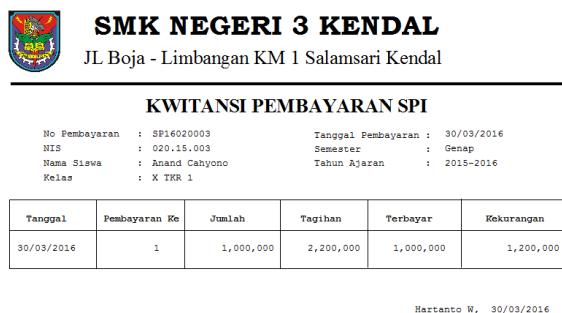 SMK NEGERI 3 KENDAL
JL Boja - Limbangan KM 1 Salamsari Kendal
KWITANSI PEMBAYARAN SPI
No Pembayaran : SP16020003 Tanggal Pembayaran : 30/03/2016
NIS : 020.15.003 Semester : Genap
Nama Siswa : Anand Cahyono Tahun Ajaran : 2015-2016
Kelas : X TKR 1
Tanggal Pembayaran Ke Jumlah Tagihan Terbayar Kekurangan
30/03/2016 1 1,000,000 2,200,000 1,000,000 1,200,000
Hartanto W, 30/03/2016